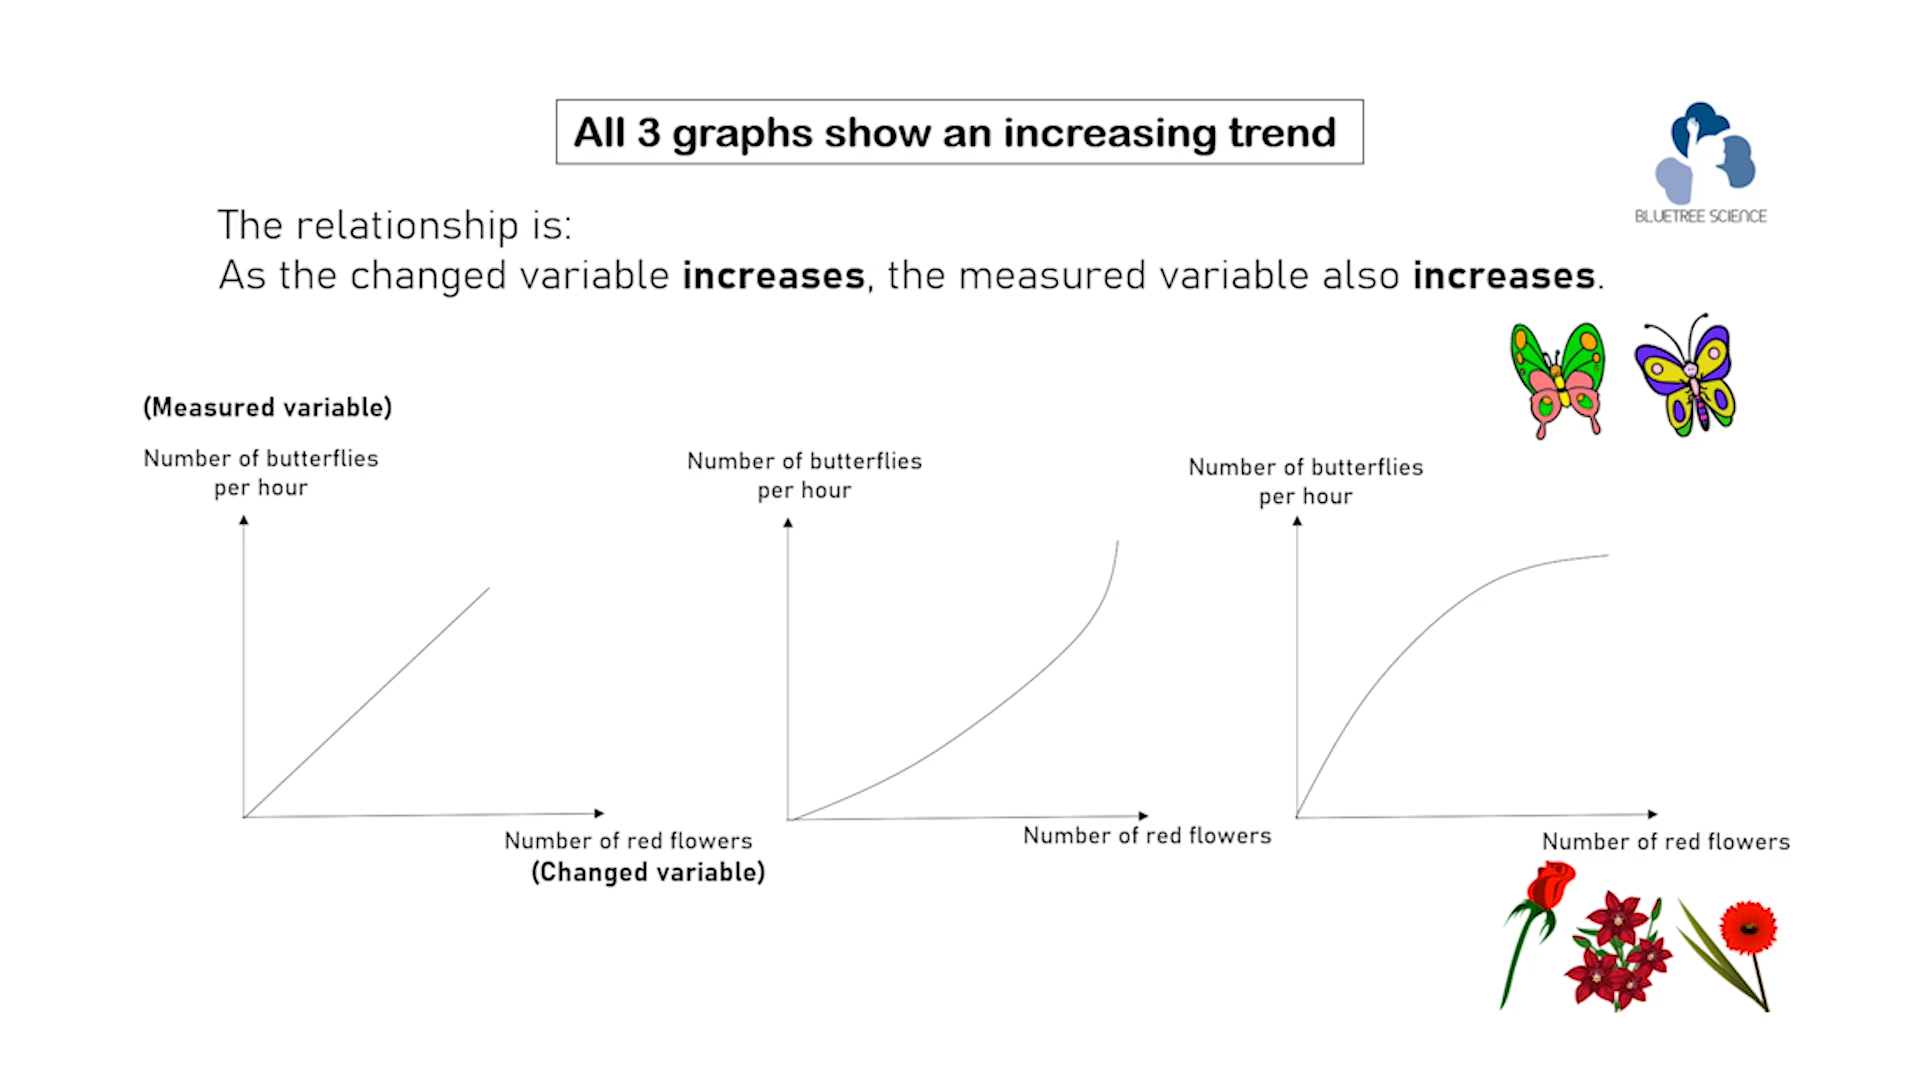 All 3 graphs show an increasing trend
BLUETREE SCIENCE
The relationship is:
As the changed variable increases, the measured variable also increases.
(Measured variable)
Number of butterflies
per hour
Number of red flowers
(Changed variable)
Number of butterflies
per hour
Number of red flowers
Number of butterflies
per hour
Number of red flowers